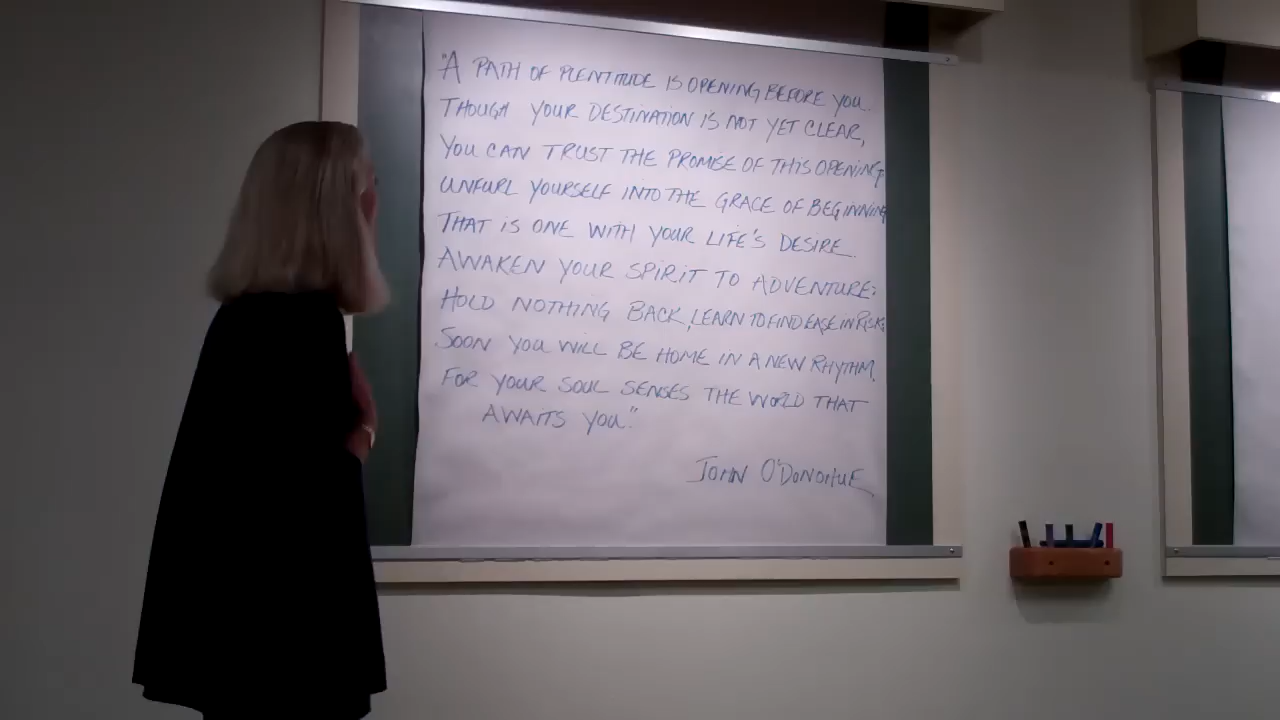 "A PATH OF PLENTITUDE IS OPENING BEFORE YOU.
THOUGH YOUR DESTINATION IS NOT YET CLEAR,
YOU CAN TRUST THE PROMISE OF THIS OPENING;
UNFURL YOURSELF INTO THE GRACE OF BEGINNING
THAT IS ONE WITH YOUR LIFE'S DESIRE.
AWAKEN YOUR SPIRIT TO ADVENTURE;
HOLD NOTHING BACK, LEARN TO FIND EASE IN RISK;
SOON YOU WILL BE HOME IN A NEW RHYTHM,
FOR YOUR SOUL SENSES THE WORLD THAT
AWAITS YOU."
JOHN O'DONOHUE